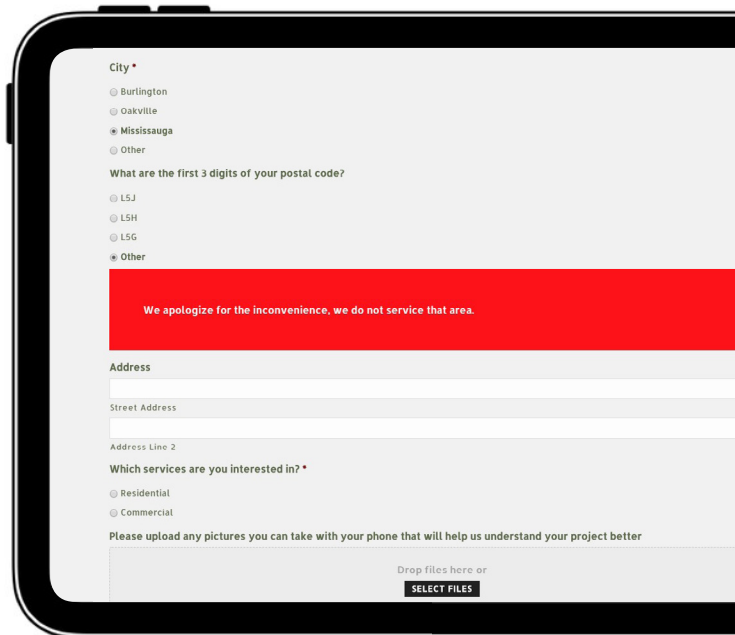 City *
Burlington
Oakville
Mississauga
Other
What are the first 3 digits of your postal code?
L5J
L5H
L5G
Other
We apologize for the inconvenience, we do not service that area.
Address
Street Address
Address Line 2
Which services are you interested in? *
Residential
Commercial
Please upload any pictures you can take with your phone that will help us understand your project better
Drop files here or
SELECT FILES